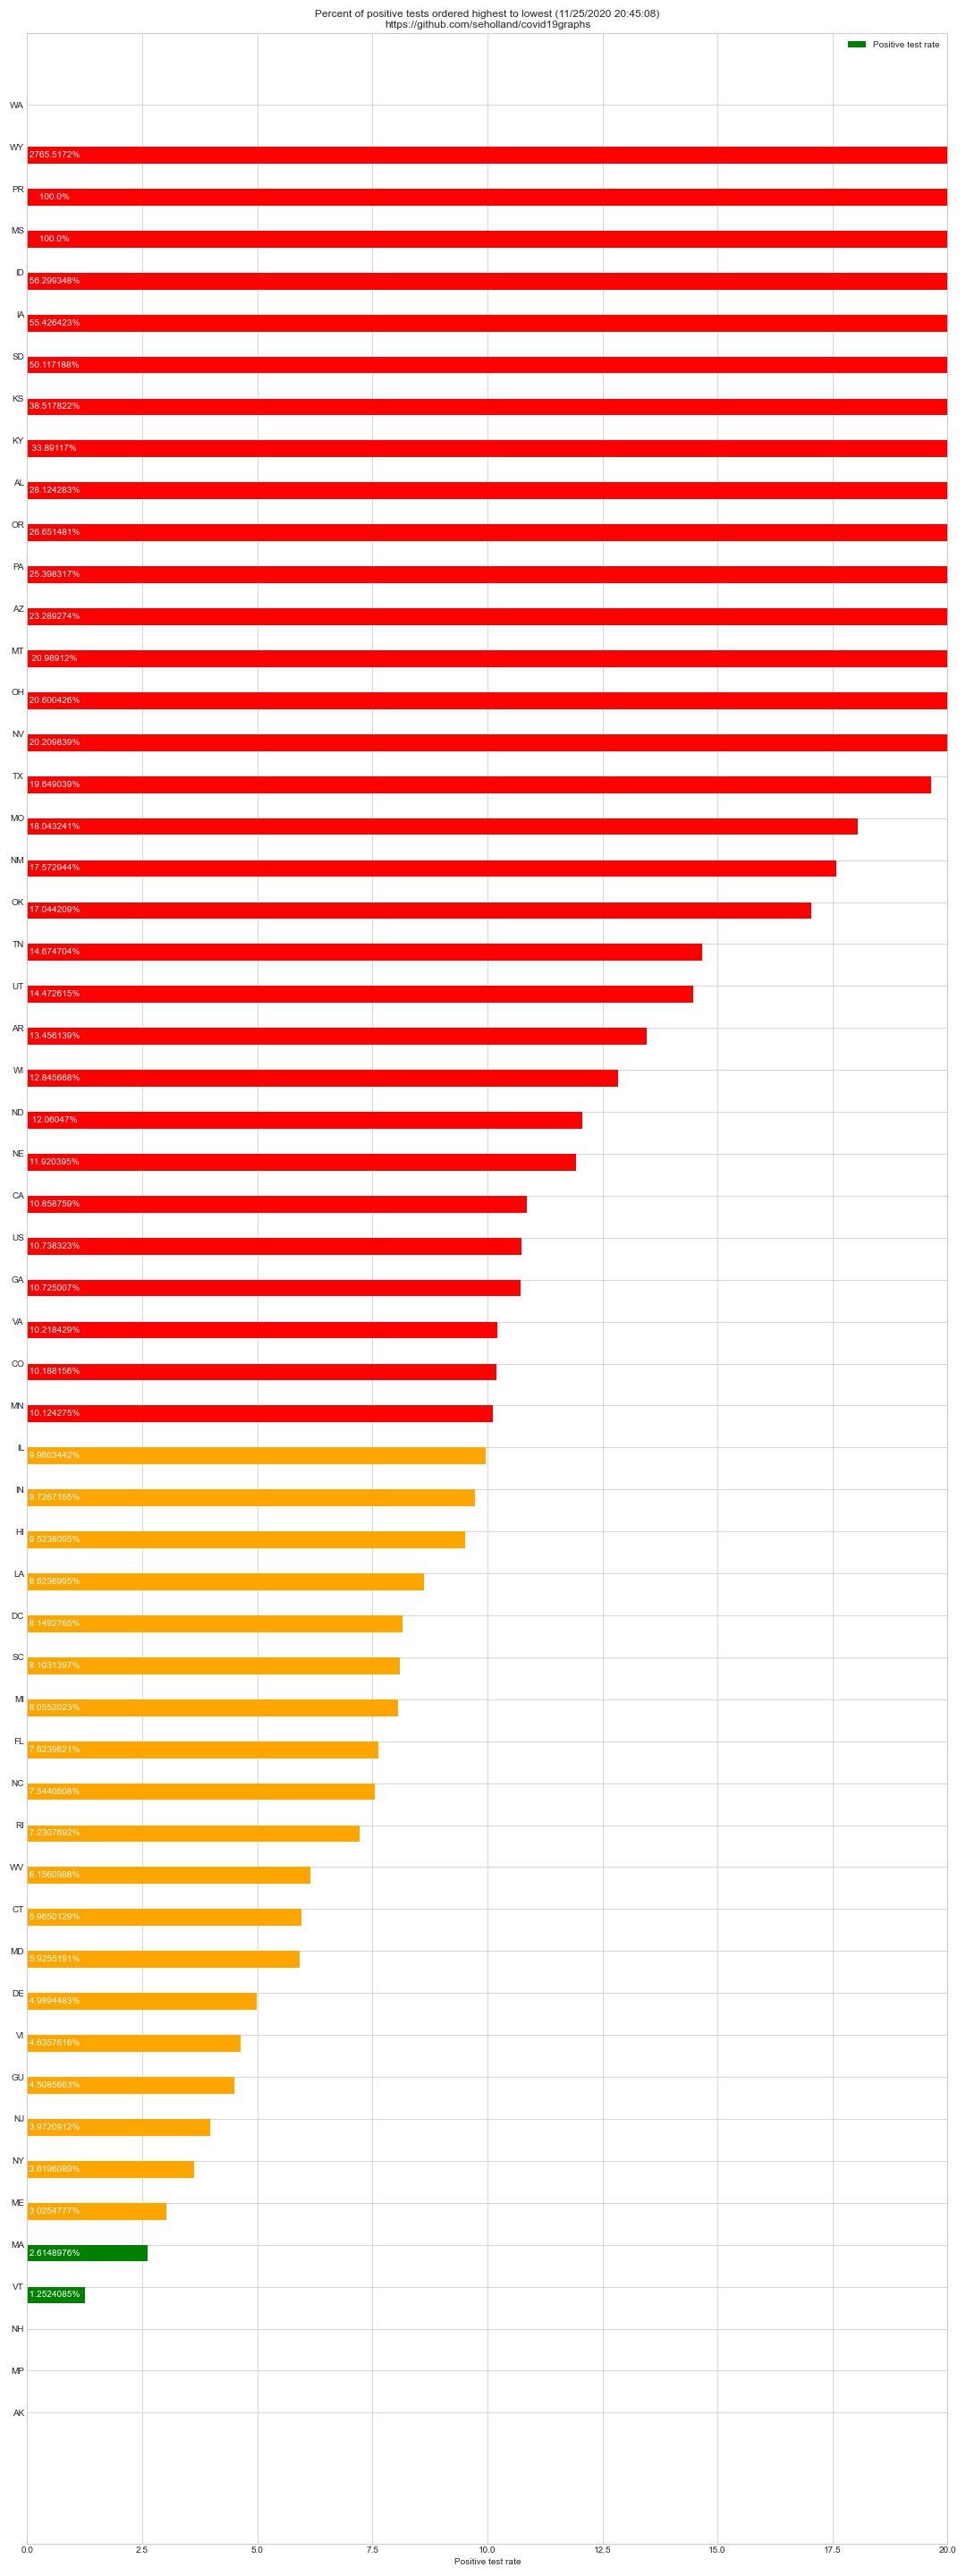 Percent of positive tests ordered highest to lowest (11/25/2020 20:45:08)
https://github.com/seholland/covid19graphs
Positive test rate
WA
WY 2765.5172%
PR 100.0%
MS 100.0%
ID 56.299348%
IA 55.426423%
SD 50.117188%
KS 38.517822%
KY 33.89117%
AL 28.124283%
OR 26.651481%
PA 25.398317%
AZ 23.289274%
MT 20.98912%
OH 20.600426%
NV 20.209839%
TX 19.649039%
MO 18.043241%
NM 17.572944%
OK 17.044209%
TN 14.674704%
UT 14.472615%
AR 13.456139%
WI 12.845668%
ND 12.06047%
NE 11.920395%
CA 10.858759%
US 10.738323%
GA 10.725007%
VA 10.218429%
CO 10.188156%
MN 10.124275%
IL 9.9603442%
IN 9.7267155%
HI 9.5238095%
LA 8.6236995%
DC 8.1492765%
SC 8.1031397%
MI 8.0552023%
FL 7.6239621%
NC 7.5440608%
RI 7.2307692%
WV 6.1560988%
CT 5.9650129%
MD 5.9255191%
DE 4.9894483%
VI 4.6357616%
GU 4.5085663%
NJ 3.9720912%
NY 3.6196089%
ME 3.0254777%
MA 2.6148976%
VT 1.2524085%
NH
MP
AK
0.0 2.5 5.0 7.5 10.0 12.5 15.0 17.5 20.0
Positive test rate